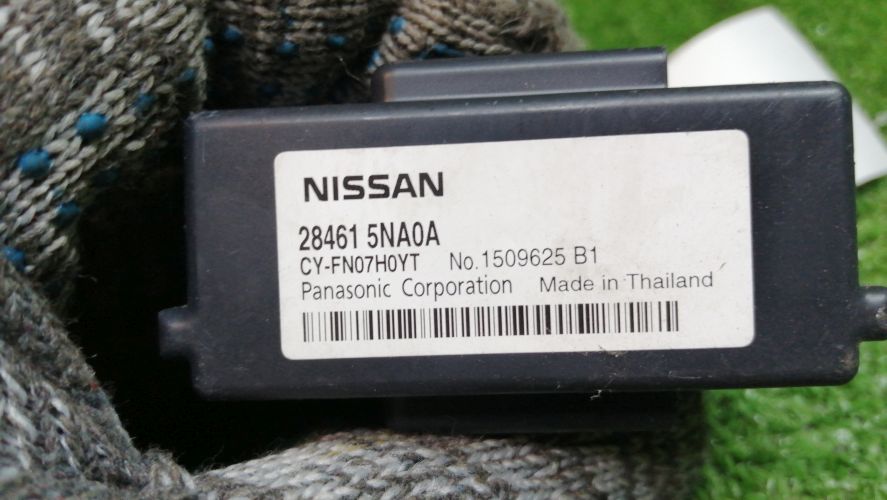 NISSAN
28461 5NA0A
CY-FN07H0YT No.1509625 B1
Panasonic Corporation Made in Thailand